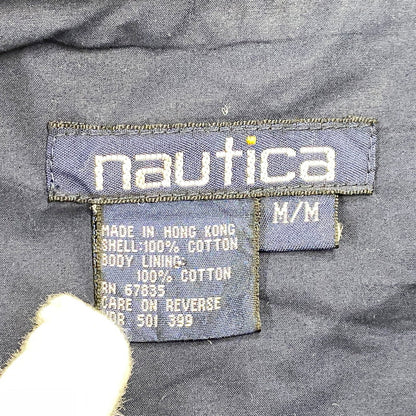 nautica
M/M
MADE IN HONG KONG
SHELL:100% COTTON
BODY LINING:
100% COTTON
RN 67835
CARE ON REVERSE
WOR 501 399